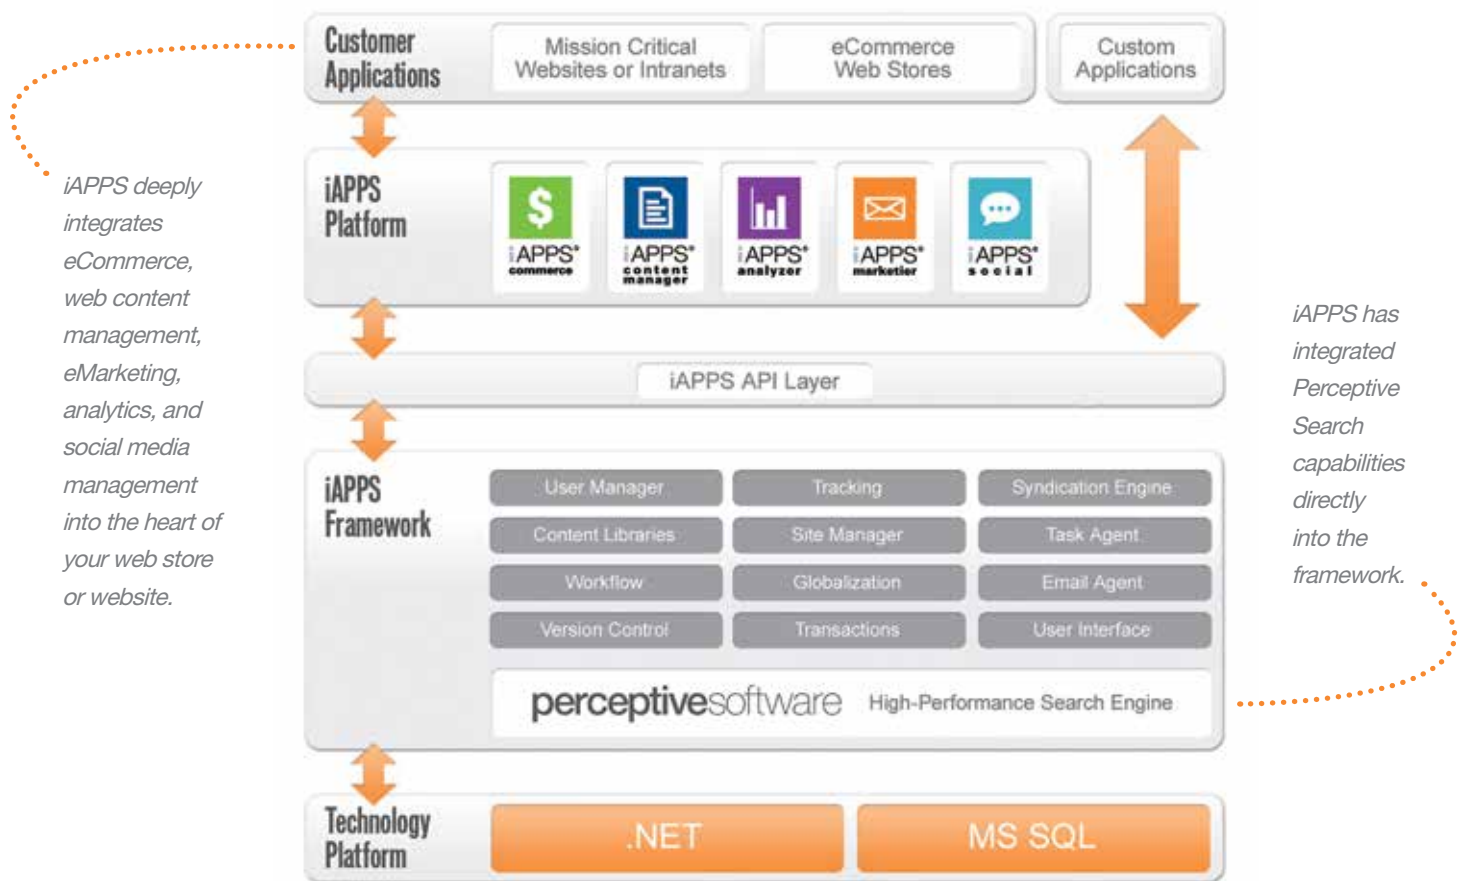 Customer
Applications
Mission Critical
Websites or Intranets
eCommerce
Web Stores
Custom
Applications
iAPPS deeply
integrates
eCommerce,
web content
management,
eMarketing,
analytics, and
social media
management
into the heart of
your web store
or website.
iAPPS
Platform
$
iAPPS®
commerce
iAPPS®
content
manager
iAPPS®
analyzer
iAPPS®
marketier
iAPPS®
social
iAPPS API Layer
iAPPS has
integrated
Perceptive
Search
capabilities
directly
into the
framework.
iAPPS
Framework
User Manager
Tracking
Syndication Engine
Content Libraries
Site Manager
Task Agent
Workflow
Globalization
Email Agent
Version Control
Transactions
User Interface
perceptivesoftware High-Performance Search Engine
Technology
Platform
.NET
MS SQL